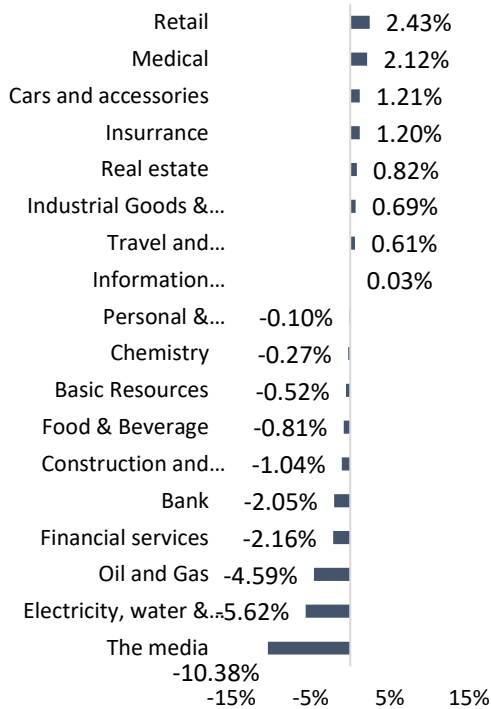 Retail 2.43%
Medical 2.12%
Cars and accessories 1.21%
Insurrance 1.20%
Real estate 0.82%
Industrial Goods &... 0.69%
Travel and... 0.61%
Information... 0.03%
Personal &... -0.10%
Chemistry -0.27%
Basic Resources -0.52%
Food & Beverage -0.81%
Construction and... -1.04%
Bank -2.05%
Financial services -2.16%
Oil and Gas -4.59%
Electricity, water &... -5.62%
The media
-10.38%
-15% -5% 5% 15%